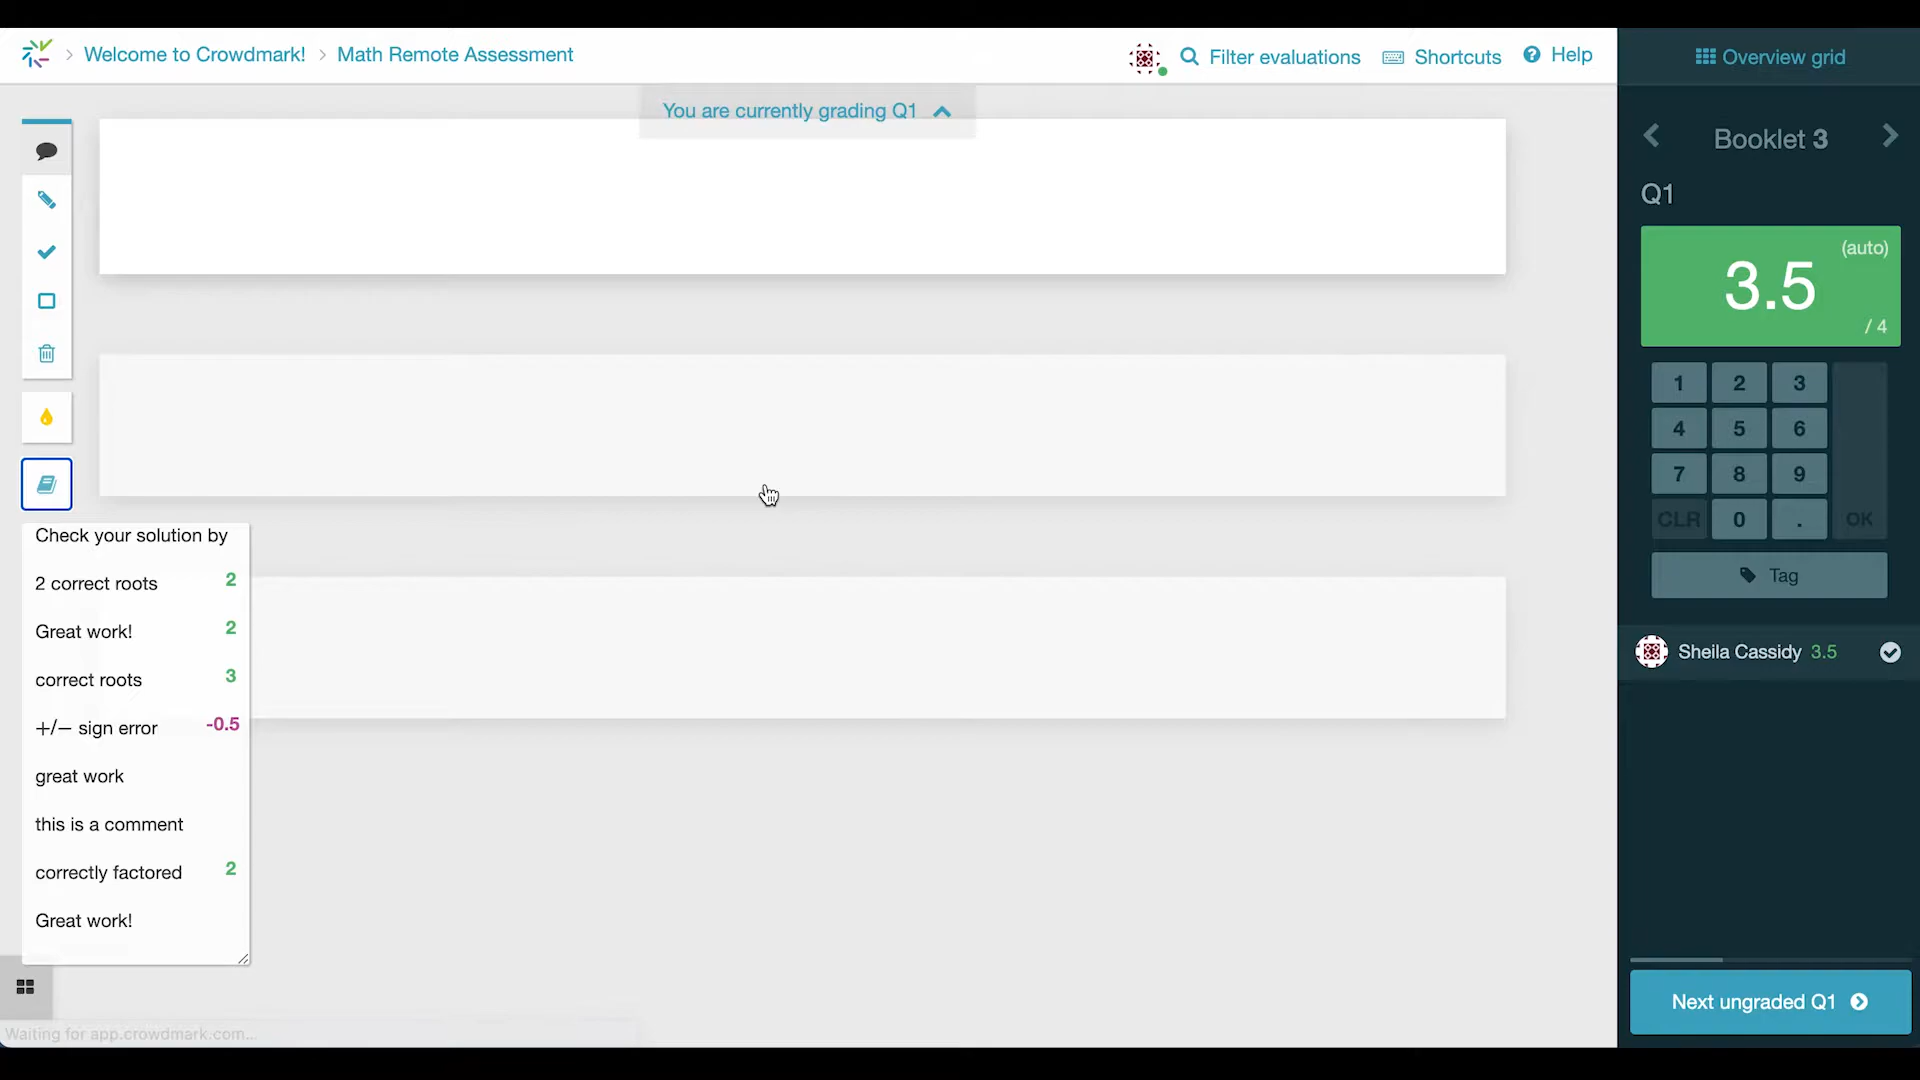 Welcome to Crowdmark!
Math Remote Assessment
Filter evaluations
Shortcuts
Help
Overview grid
You are currently grading Q1
Booklet 3
Q1
(auto)
3.5
/ 4
1 2 3
4 5 6
7 8 9
CLR 0 . OK
Tag
Sheila Cassidy 3.5
Check your solution by
2 correct roots 2
Great work! 2
correct roots 3
+/− sign error -0.5
great work
this is a comment
correctly factored 2
Great work!
Next ungraded Q1
Waiting for app.crowdmark.com...